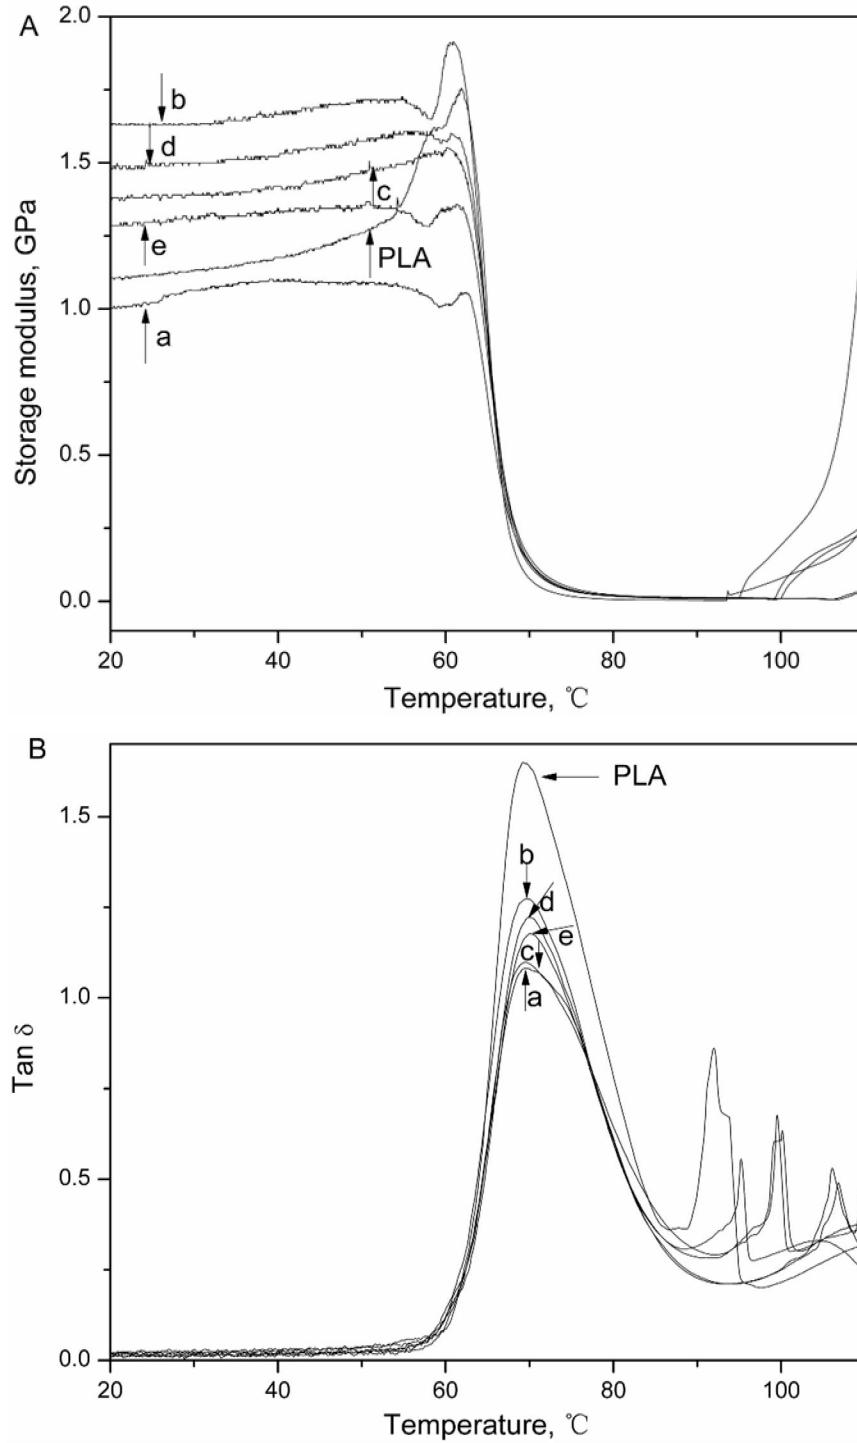 A
2.0
b
d
1.5
c
e
PLA
1.0
a
0.5
0.0
20 40 60 80 100
Storage modulus, GPa
Temperature, ℃
B
PLA
1.5
b
d
e
c
1.0
a
0.5
0.0
20 40 60 80 100
Tan δ
Temperature, ℃